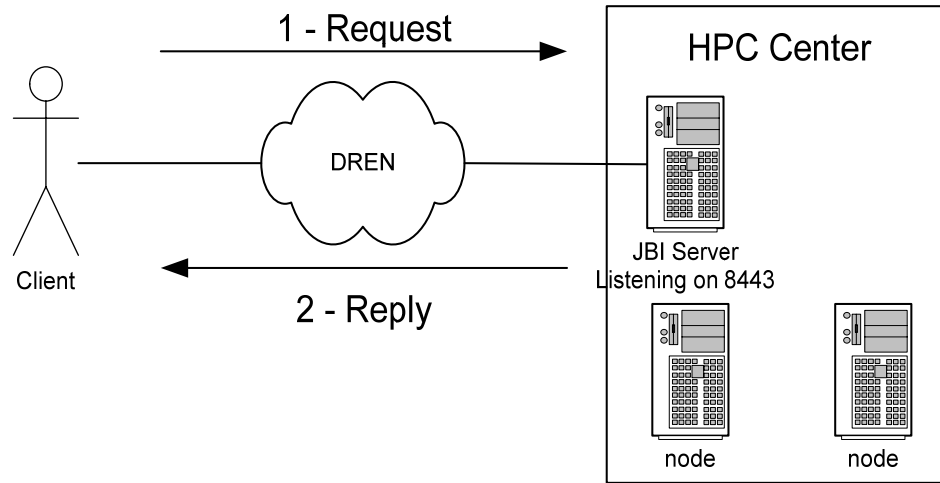 1 - Request
HPC Center
DREN
Client
JBI Server
Listening on 8443
2 - Reply
node
node